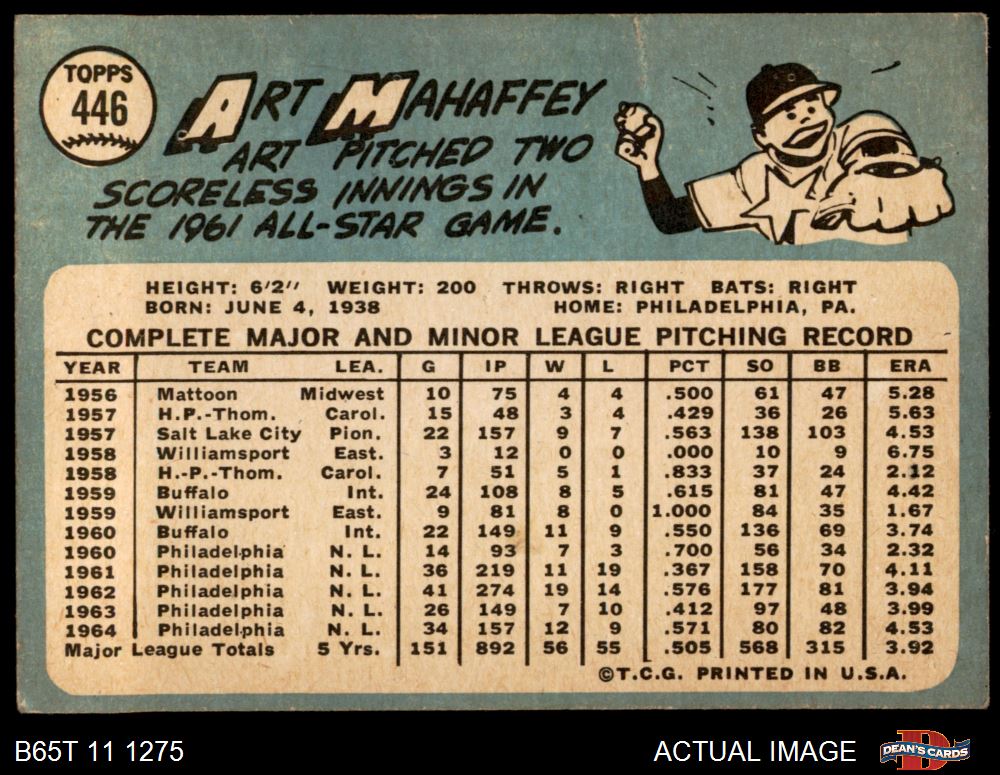 TOPPS
446
ART MAHAFFEY
ART PITCHED TWO
SCORELESS INNINGS IN
THE 1961 ALL-STAR GAME.
HEIGHT: 6'2" WEIGHT: 200 THROWS: RIGHT BATS: RIGHT
BORN: JUNE 4, 1938 HOME: PHILADELPHIA, PA.
COMPLETE MAJOR AND MINOR LEAGUE PITCHING RECORD
YEAR TEAM LEA. G IP W L PCT SO BB ERA
1956 Mattoon Midwest 10 75 4 4 .500 61 47 5.28
1957 H.P.-Thom. Carol. 15 48 3 4 .429 36 26 5.63
1957 Salt Lake City Pion. 22 157 9 7 .563 138 103 4.53
1958 Williamsport East. 3 12 0 0 .000 10 9 6.75
1958 H.-P.-Thom. Carol. 7 51 5 1 .833 37 24 2.12
1959 Buffalo Int. 24 108 8 5 .615 81 47 4.42
1959 Williamsport East. 9 81 8 0 1.000 84 35 1.67
1960 Buffalo Int. 22 149 11 9 .550 136 69 3.74
1960 Philadelphia N. L. 14 93 7 3 .700 56 34 2.32
1961 Philadelphia N. L. 36 219 11 19 .367 158 70 4.11
1962 Philadelphia N. L. 41 274 19 14 .576 177 81 3.94
1963 Philadelphia N. L. 26 149 7 10 .412 97 48 3.99
1964 Philadelphia N. L. 34 157 12 9 .571 80 82 4.53
Major League Totals 5 Yrs. 151 892 56 55 .505 568 315 3.92
©T.C.G. PRINTED IN U.S.A.
B65T 11 1275 ACTUAL IMAGE DEAN'S CARDS